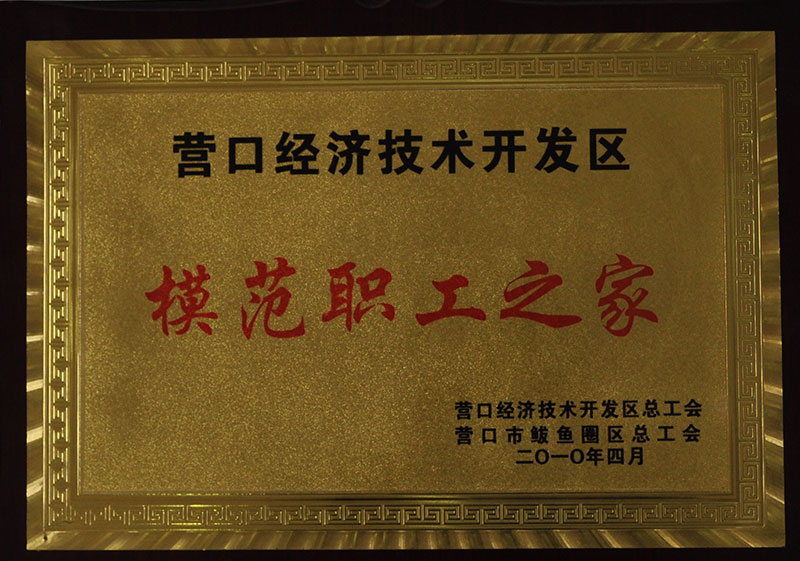 营口经济技术开发区
模范职工之家
营口经济技术开发区总工会
营口市鲅鱼圈区总工会
二〇一〇年四月